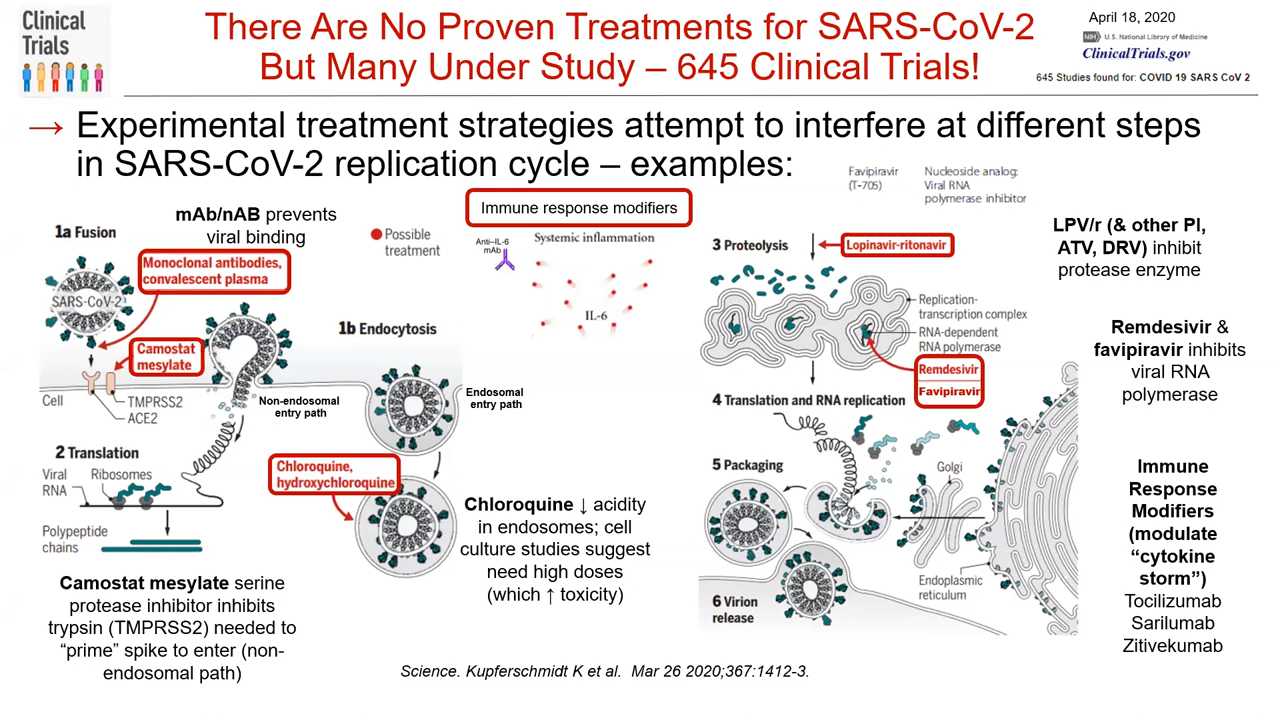 Clinical
Trials
There Are No Proven Treatments for SARS-CoV-2
But Many Under Study – 645 Clinical Trials!
April 18, 2020
NIH U.S. National Library of Medicine
ClinicalTrials.gov
645 Studies found for: COVID 19 SARS CoV 2
→ Experimental treatment strategies attempt to interfere at different steps
in SARS-CoV-2 replication cycle – examples:
Favipiravir
(T-705)
Nucleoside analog:
Viral RNA
polymerase inhibitor
mAb/nAB prevents
viral binding
1a Fusion
Monoclonal antibodies,
convalescent plasma
SARS-CoV-2
Camostat
mesylate
Cell
TMPRSS2
ACE2
Possible
treatment
Immune response modifiers
Anti–IL-6
mAb
Systemic inflammation
IL-6
1b Endocytosis
Non-endosomal
entry path
Endosomal
entry path
2 Translation
Viral
RNA
Ribosomes
Polypeptide
chains
Chloroquine,
hydroxychloroquine
Camostat mesylate serine
protease inhibitor inhibits
trypsin (TMPRSS2) needed to
“prime” spike to enter (non-
endosomal path)
Chloroquine ↓ acidity
in endosomes; cell
culture studies suggest
need high doses
(which ↑ toxicity)
3 Proteolysis
Lopinavir-ritonavir
Replication-
transcription complex
RNA-dependent
RNA polymerase
Remdesivir
Favipiravir
4 Translation and RNA replication
5 Packaging
Golgi
Endoplasmic
reticulum
6 Virion
release
LPV/r (& other PI,
ATV, DRV) inhibit
protease enzyme
Remdesivir &
favipiravir inhibits
viral RNA
polymerase
Immune
Response
Modifiers
(modulate
“cytokine
storm”)
Tocilizumab
Sarilumab
Zitivekumab
Science. Kupferschmidt K et al. Mar 26 2020;367:1412-3.